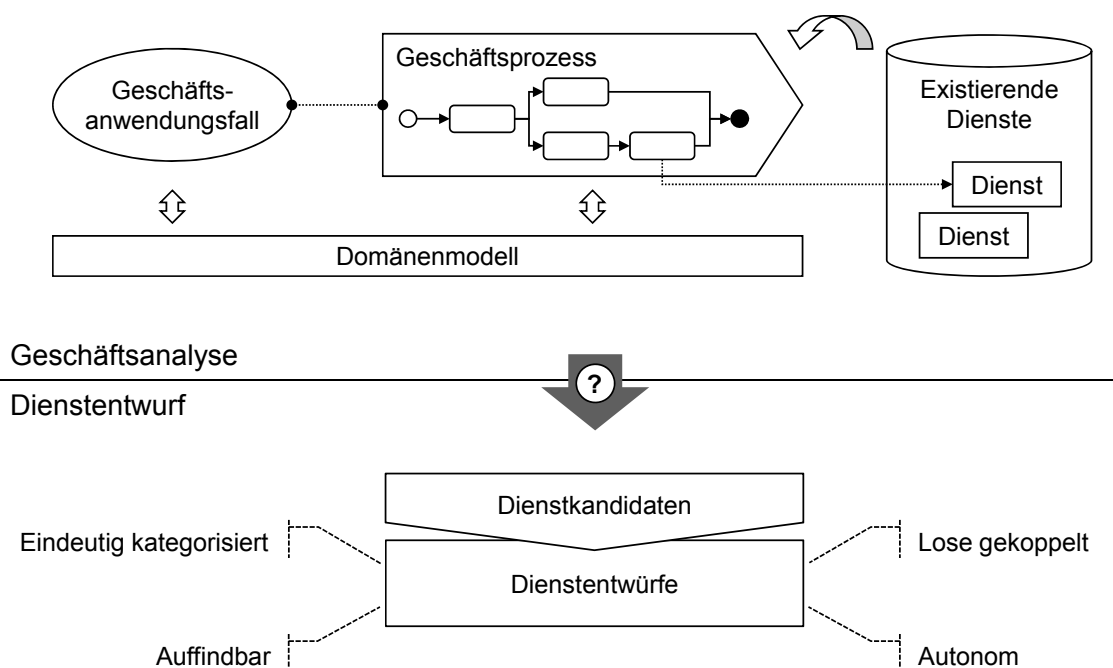 Geschäfts-
anwendungsfall
Geschäftsprozess
Existierende
Dienste
Dienst
Dienst
Domänenmodell
Geschäftsanalyse
?
Dienstentwurf
Dienstkandidaten
Eindeutig kategorisiert
Lose gekoppelt
Dienstentwürfe
Auffindbar
Autonom